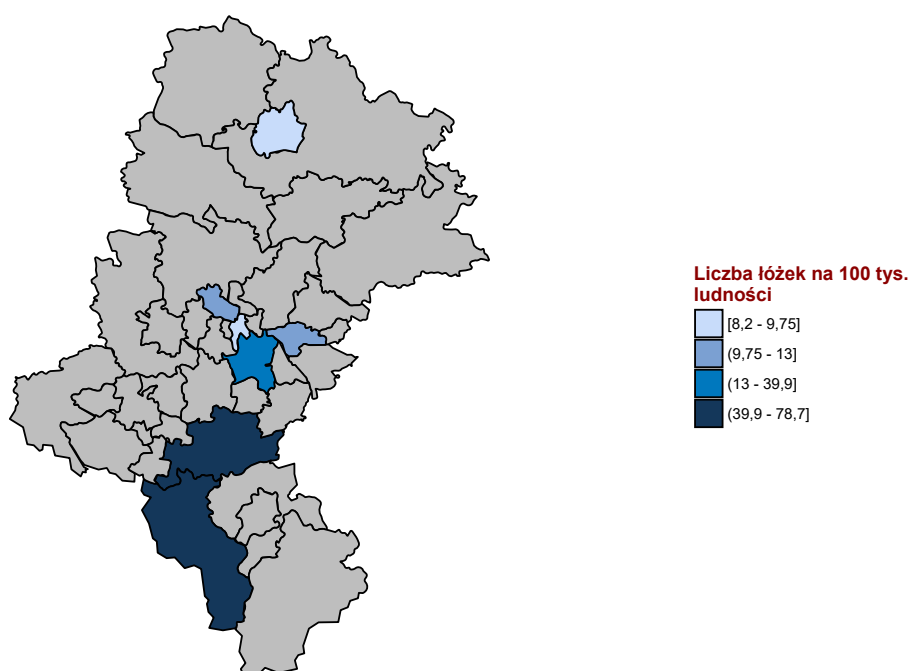 Liczba łóżek na 100 tys.
ludności
[8,2 - 9,75]
(9,75 - 13]
(13 - 39,9]
(39,9 - 78,7]